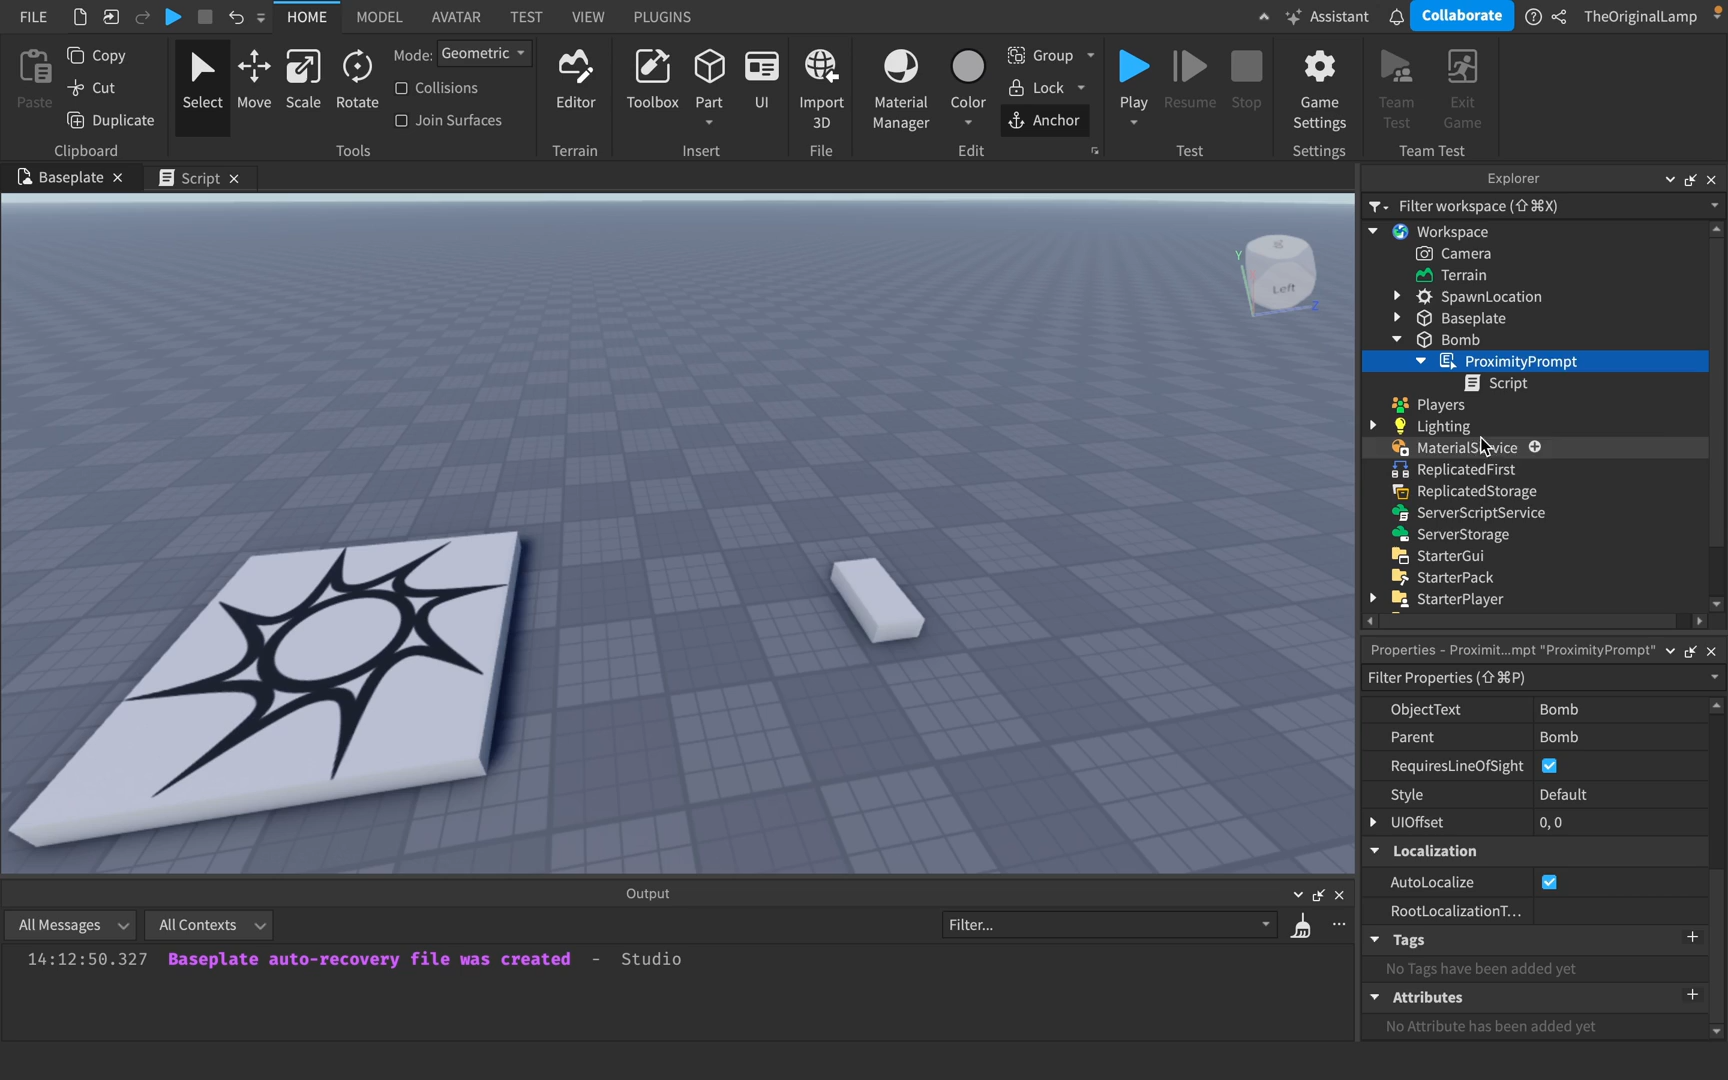 FILE HOME MODEL AVATAR TEST VIEW PLUGINS Assistant Collaborate TheOriginalLamp
Paste Copy Cut Duplicate Clipboard
Select Move Scale Rotate Mode: Geometric Collisions Join Surfaces Tools
Editor Terrain
Toolbox Part UI Insert
Import 3D File
Material Manager Color Group Lock Anchor Edit
Play Resume Stop Test
Game Settings Settings
Team Test Exit Game Team Test
Baseplate Script
Y
Left
Z
Explorer
Filter workspace (⇧⌘X)
Workspace
Camera
Terrain
SpawnLocation
Baseplate
Bomb
ProximityPrompt
Script
Players
Lighting
MaterialService
ReplicatedFirst
ReplicatedStorage
ServerScriptService
ServerStorage
StarterGui
StarterPack
StarterPlayer
Properties - Proximit...mpt "ProximityPrompt"
Filter Properties (⇧⌘P)
ObjectText Bomb
Parent Bomb
RequiresLineOfSight
Style Default
UIOffset 0, 0
Localization
AutoLocalize
RootLocalizationT...
Tags
No Tags have been added yet
Attributes
No Attribute has been added yet
Output
All Messages All Contexts Filter...
14:12:50.327 Baseplate auto-recovery file was created - Studio